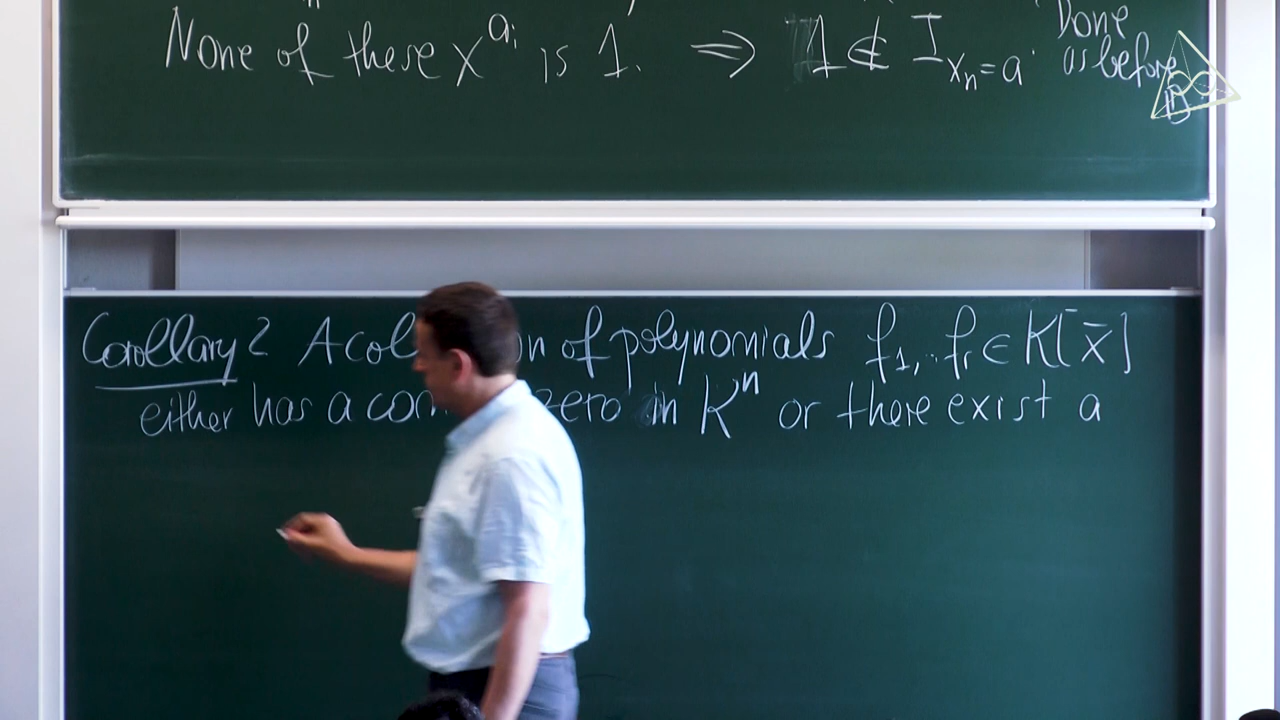 None of these x^{a_i} is 1. ⇒ 1 ∉ I_{x_n=a}. Done
as before
Corollary 2 A col n of polynomials f_1,..f_r ∈ K[x̄]
either has a com zero in K^n or there exist a